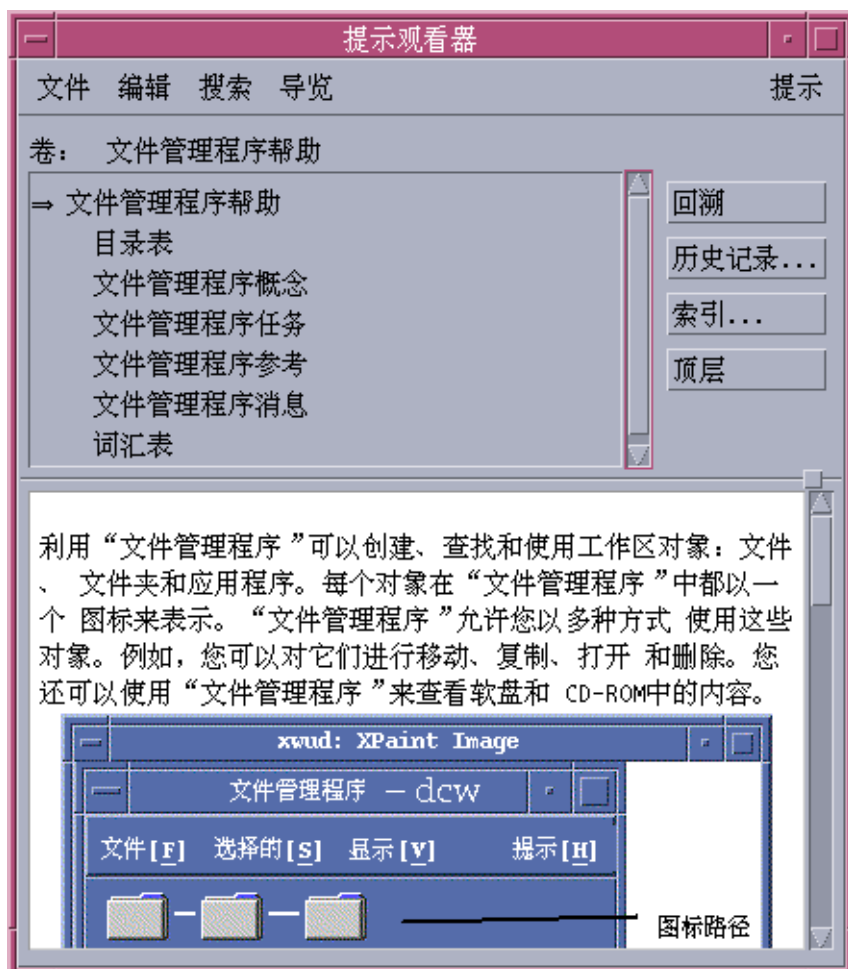 提示观看器
文件 编辑 搜索 导览 提示
卷: 文件管理程序帮助
⇒ 文件管理程序帮助
目录表
文件管理程序概念
文件管理程序任务
文件管理程序参考
文件管理程序消息
词汇表
回溯
历史记录...
索引...
顶层
利用“文件管理程序”可以创建、查找和使用工作区对象: 文件
、 文件夹和应用程序。每个对象在“文件管理程序”中都以一
个 图标来表示。“文件管理程序”允许您以多种方式 使用这些
对象。例如, 您可以对它们进行移动、复制、打开 和删除。您
还可以使用“文件管理程序”来查看软盘和 CD-ROM中的内容。
xwud: XPaint Image
文件管理程序 - dcw
文件[F] 选择的[S] 显示[V] 提示[H]
图标路径